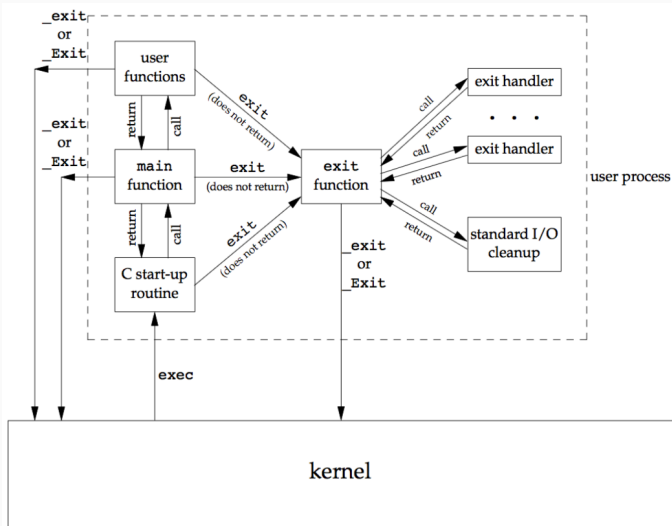 _exit
or
_Exit
user
functions
exit
(does not return)
call
return
exit handler
. . .
return
call
_exit
or
_Exit
main
function
exit
(does not return)
exit
function
call
return
exit handler
user process
return
call
exit
(does not return)
call
return
standard I/O
cleanup
C start-up
routine
_exit
or
_Exit
exec
kernel